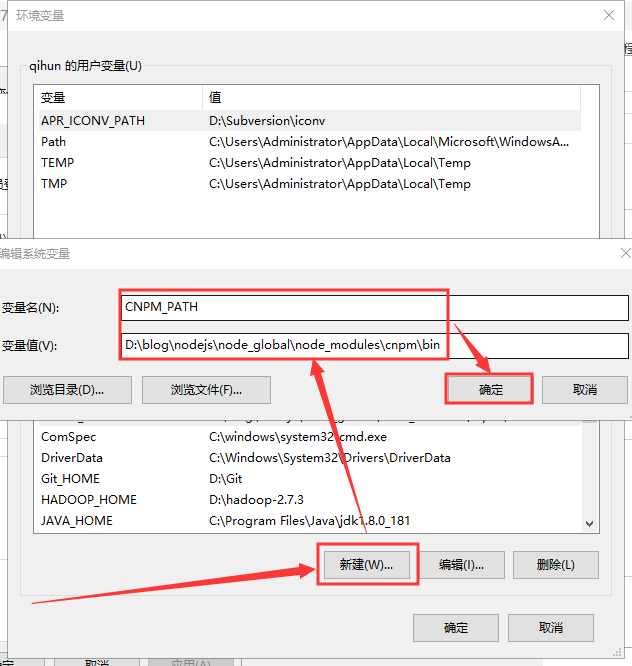 环境变量
qihun 的用户变量(U)
变量 值
APR_ICONV_PATH D:\Subversion\iconv
Path C:\Users\Administrator\AppData\Local\Microsoft\WindowsA...
TEMP C:\Users\Administrator\AppData\Local\Temp
TMP C:\Users\Administrator\AppData\Local\Temp
编辑系统变量
变量名(N): CNPM_PATH
变量值(V): D:\blog\nodejs\node_global\node_modules\cnpm\bin
浏览目录(D)... 浏览文件(F)... 确定 取消
ComSpec C:\windows\system32\cmd.exe
DriverData C:\Windows\System32\Drivers\DriverData
Git_HOME D:\Git
HADOOP_HOME D:\hadoop-2.7.3
JAVA_HOME C:\Program Files\Java\jdk1.8.0_181
新建(W)... 编辑(I)... 删除(L)
确定 取消
取消 应用(A)